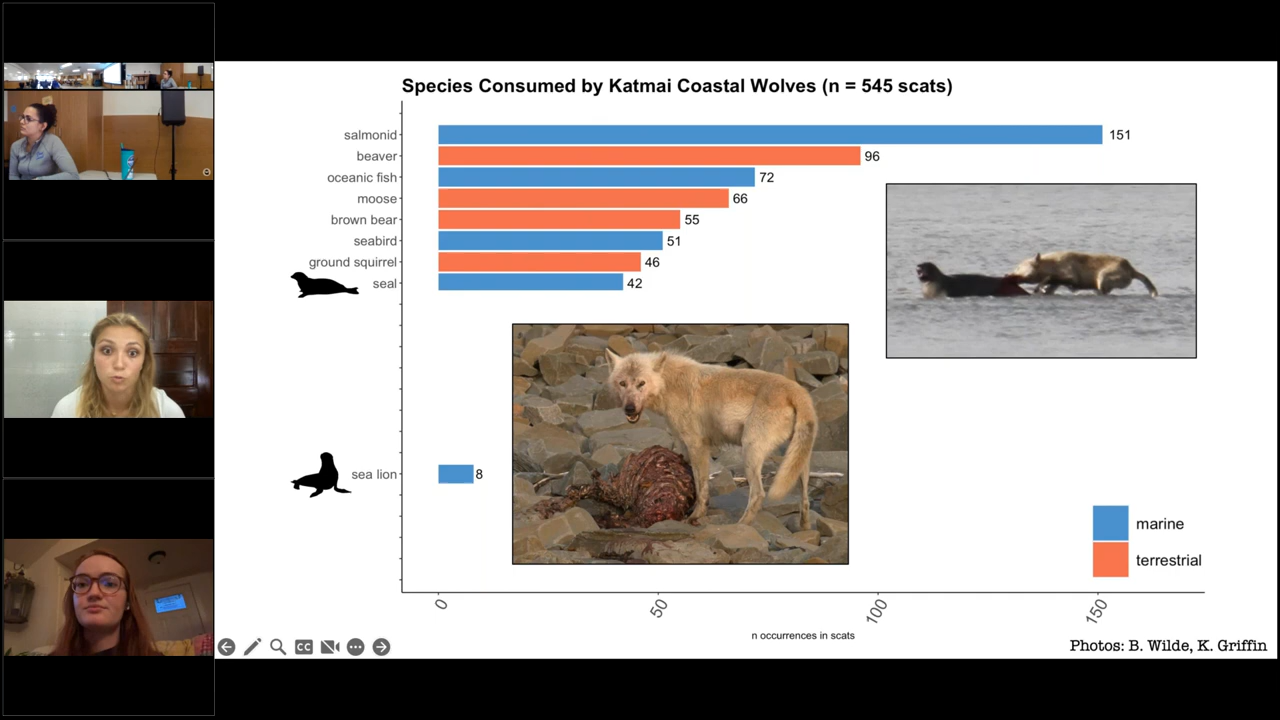 Species Consumed by Katmai Coastal Wolves (n = 545 scats)
salmonid 151
beaver 96
oceanic fish 72
moose 66
brown bear 55
seabird 51
ground squirrel 46
seal 42
sea lion 8
marine
terrestrial
0 50 100 150
n occurrences in scats
CC
Photos: B. Wilde, K. Griffin